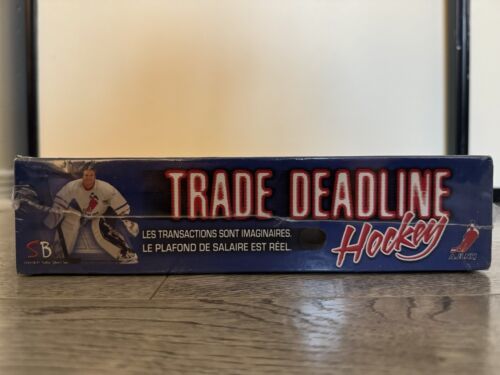 TRADE DEADLINE
Hockey
LES TRANSACTIONS SONT IMAGINAIRES.
LE PLAFOND DE SALAIRE EST RÉEL.
SB